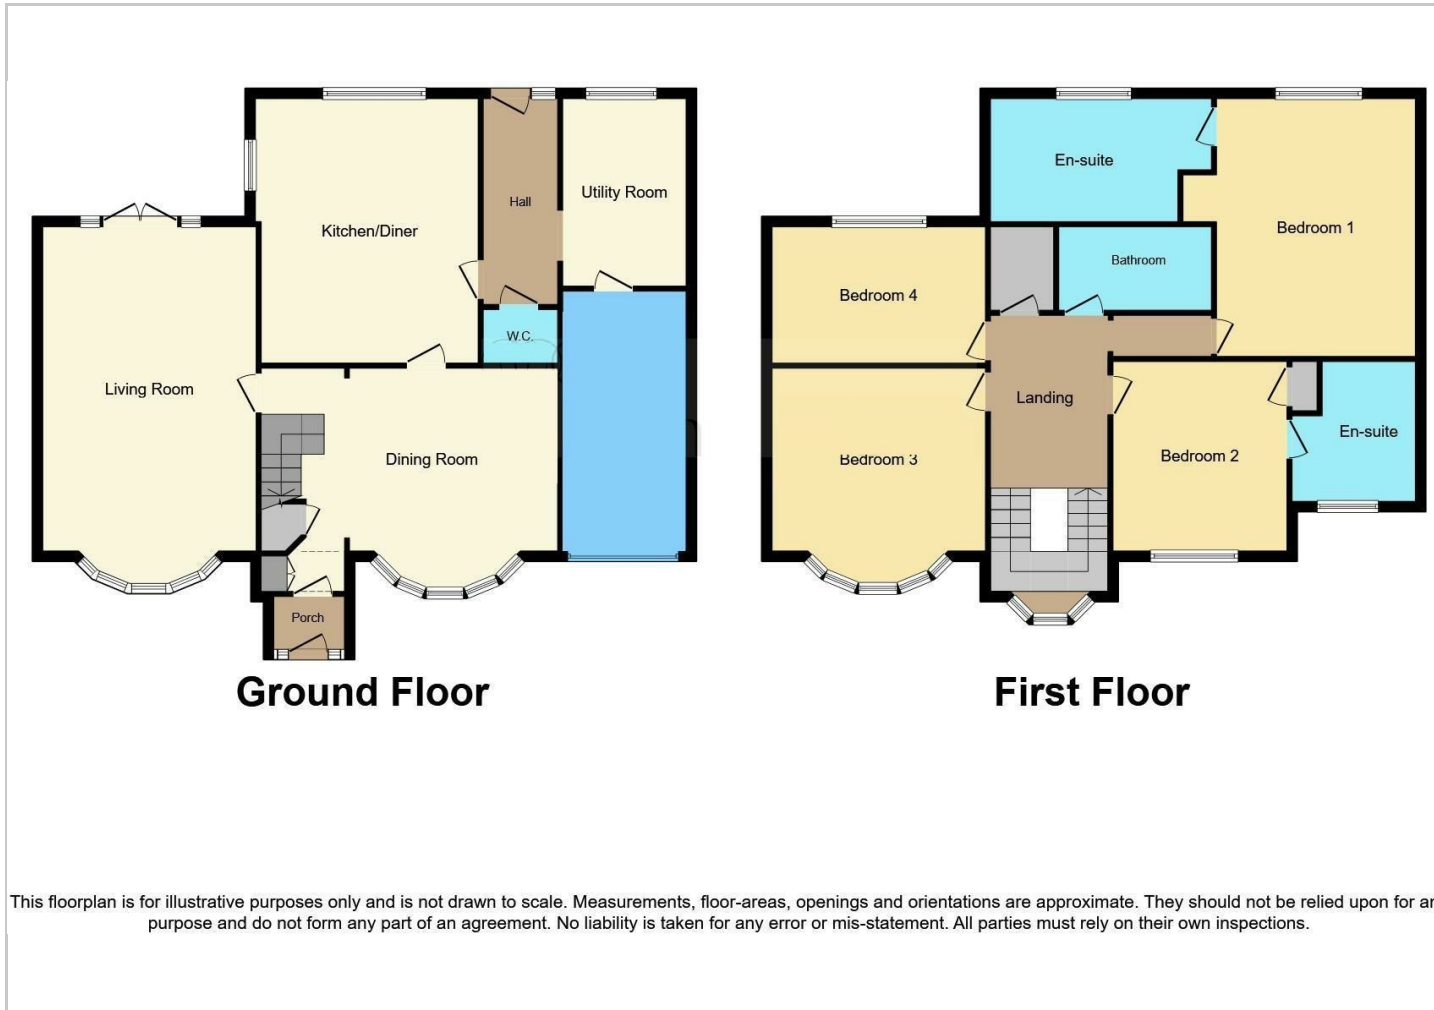 Kitchen/Diner
Hall
Utility Room
W.C.
Living Room
Dining Room
Porch
Ground Floor
En-suite
Bedroom 1
Bathroom
Bedroom 4
Landing
En-suite
Bedroom 2
Bedroom 3
First Floor
This floorplan is for illustrative purposes only and is not drawn to scale. Measurements, floor-areas, openings and orientations are approximate. They should not be relied upon for
purpose and do not form any part of an agreement. No liability is taken for any error or mis-statement. All parties must rely on their own inspections.